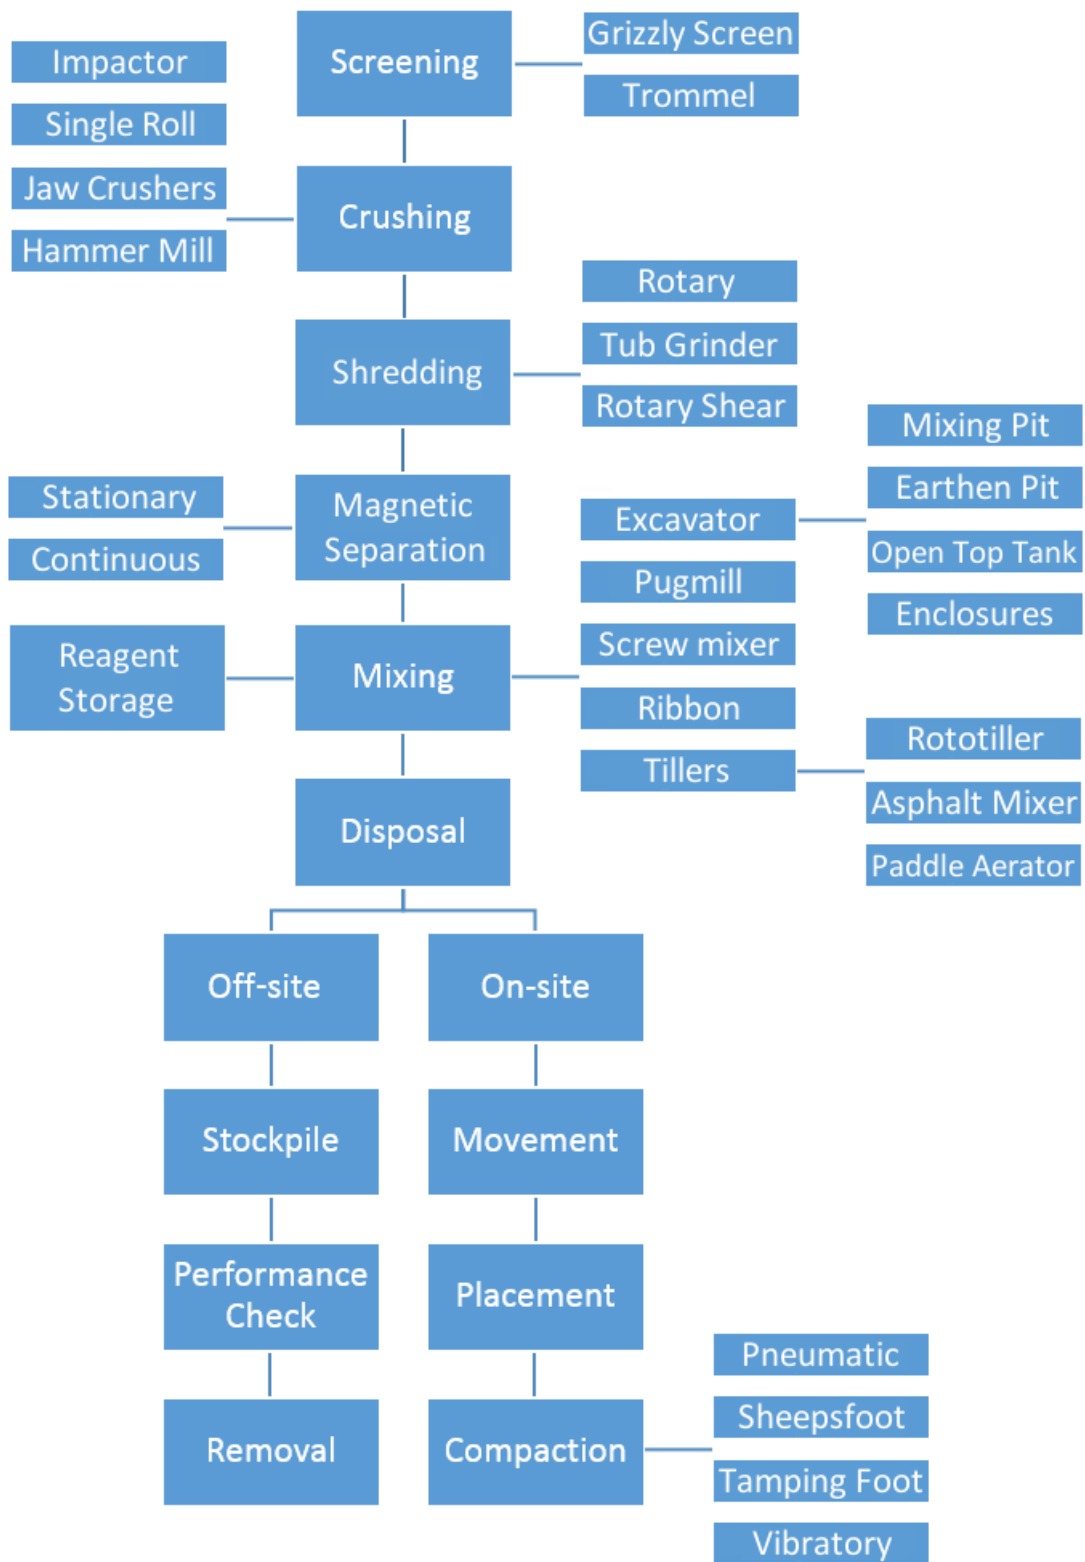 Screening
Grizzly Screen
Trommel
Impactor
Single Roll
Jaw Crushers
Hammer Mill
Crushing
Shredding
Rotary
Tub Grinder
Rotary Shear
Stationary
Continuous
Magnetic
Separation
Reagent
Storage
Mixing
Excavator
Pugmill
Screw mixer
Ribbon
Tillers
Mixing Pit
Earthen Pit
Open Top Tank
Enclosures
Rototiller
Asphalt Mixer
Paddle Aerator
Disposal
Off-site
On-site
Stockpile
Movement
Performance
Check
Placement
Removal
Compaction
Pneumatic
Sheepsfoot
Tamping Foot
Vibratory